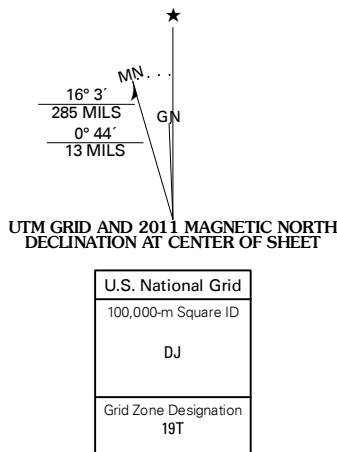 ★
MN
16° 3´
285 MILS
GN
0° 44´
13 MILS
UTM GRID AND 2011 MAGNETIC NORTH
DECLINATION AT CENTER OF SHEET
U.S. National Grid
100,000-m Square ID
DJ
Grid Zone Designation
19T